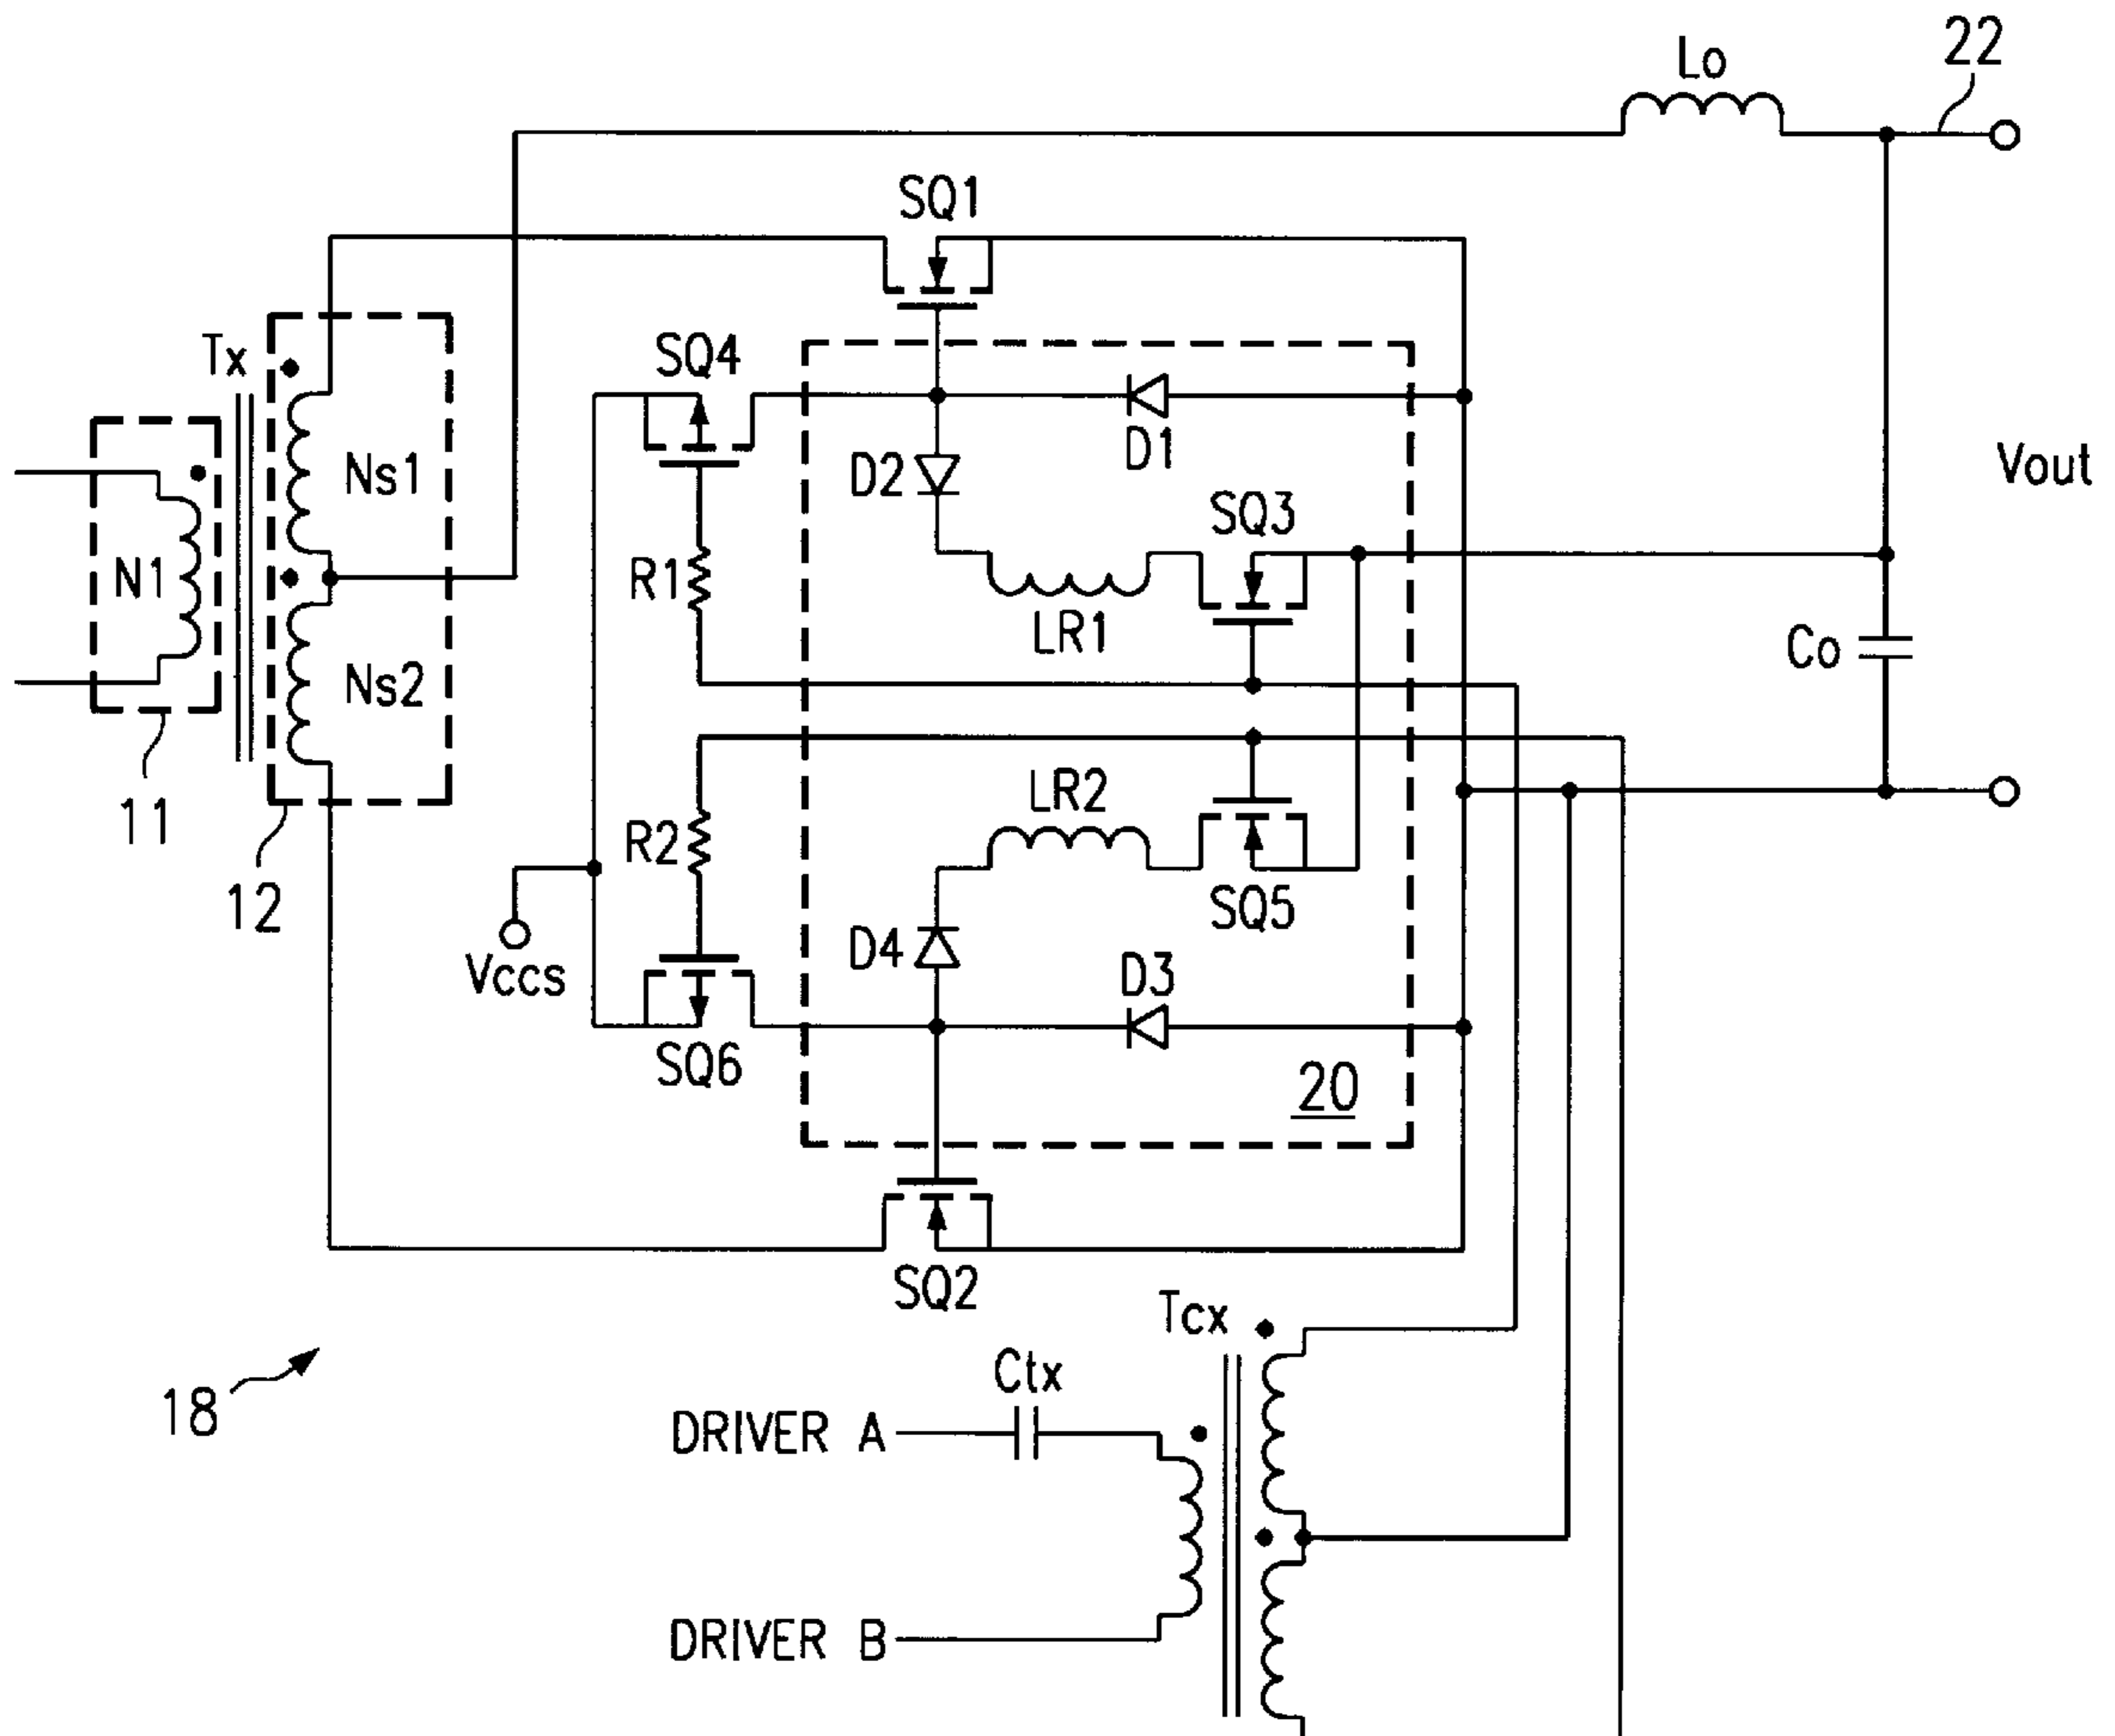 22
Lo
SQ1
Tx
SQ4
D1
Ns1
D2
Vout
SQ3
N1
R1
LR1
Co
Ns2
LR2
11
R2
12
SQ5
Vccs
D4
D3
SQ6
20
SQ2
Tcx
18
Ctx
DRIVER A
DRIVER B